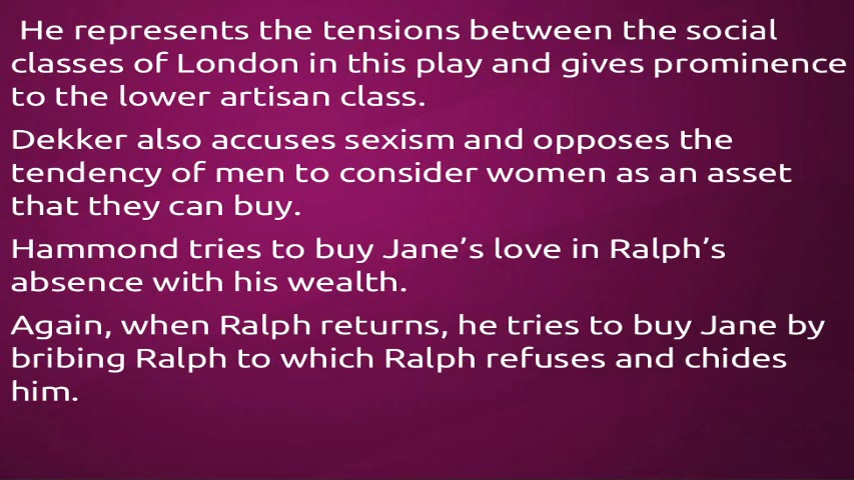 He represents the tensions between the social
classes of London in this play and gives prominence
to the lower artisan class.
Dekker also accuses sexism and opposes the
tendency of men to consider women as an asset
that they can buy.
Hammond tries to buy Jane’s love in Ralph’s
absence with his wealth.
Again, when Ralph returns, he tries to buy Jane by
bribing Ralph to which Ralph refuses and chides
him.